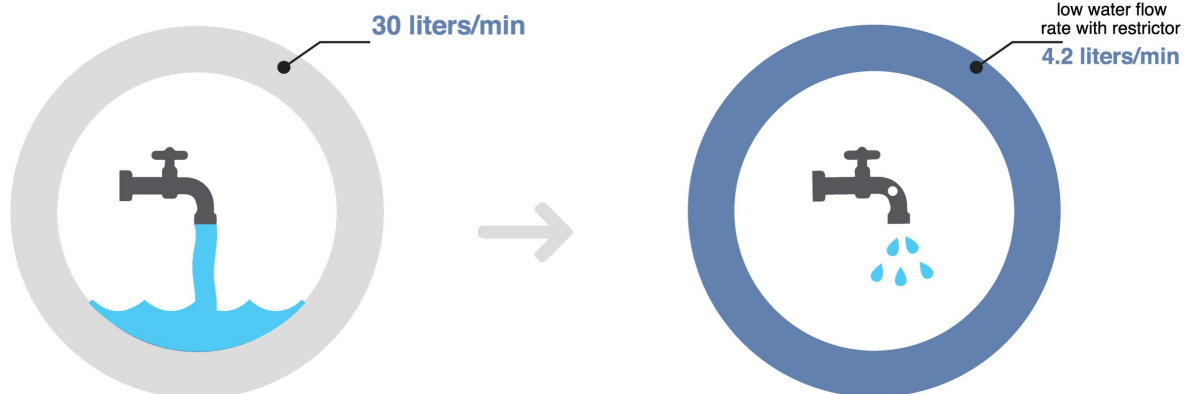 30 liters/min
low water flow
rate with restrictor
4.2 liters/min